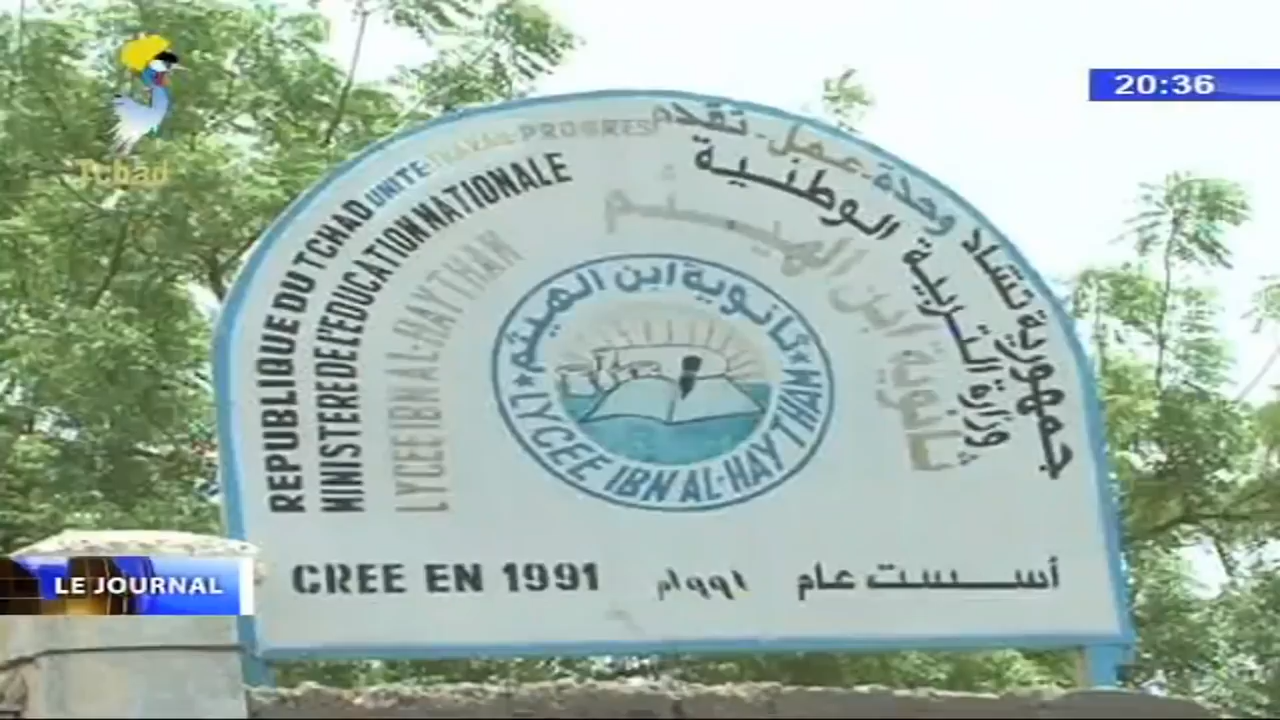 Tchad
20:36
REPUBLIQUE DU TCHAD
UNITE-TRAVAIL-PROGRES
MINISTERE DE L'EDUCATION NATIONALE
LYCEE IBN AL-HAYTHAM
جمهورية تشاد
وحدة-عمل-تقدم
وزارة التربية الوطنية
ثانوية ابن الهيثم
ثانوية ابن الهيثم
LYCEE IBN AL-HAYTHAM
CREE EN 1991
أسست عام ١٩٩١م
LE JOURNAL